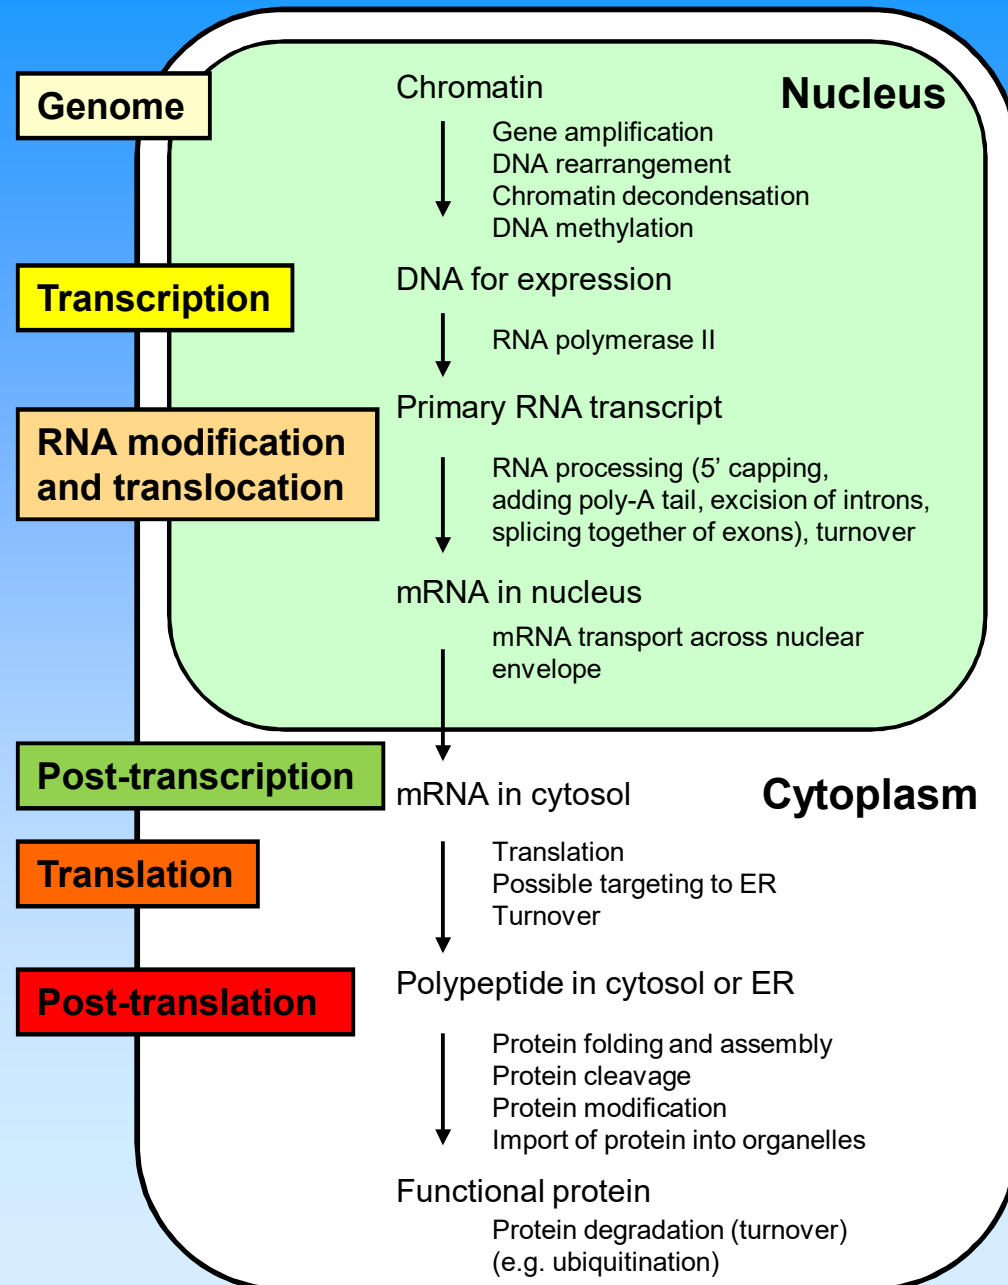 Genome
Chromatin
Nucleus
Gene amplification
DNA rearrangement
Chromatin decondensation
DNA methylation
Transcription
DNA for expression
RNA polymerase II
RNA modification
and translocation
Primary RNA transcript
RNA processing (5’ capping,
adding poly-A tail, excision of introns,
splicing together of exons), turnover
mRNA in nucleus
mRNA transport across nuclear
envelope
Post-transcription
mRNA in cytosol
Cytoplasm
Translation
Translation
Possible targeting to ER
Turnover
Post-translation
Polypeptide in cytosol or ER
Protein folding and assembly
Protein cleavage
Protein modification
Import of protein into organelles
Functional protein
Protein degradation (turnover)
(e.g. ubiquitination)